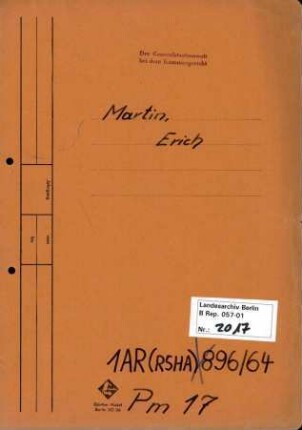 Der Generalstaatsanwalt
bei dem Kammergericht
Martin,
Erich
Landesarchiv Berlin
B Rep. 057-01
Nr.: 2017
1AR (RSHA) 896/64
Pm 17